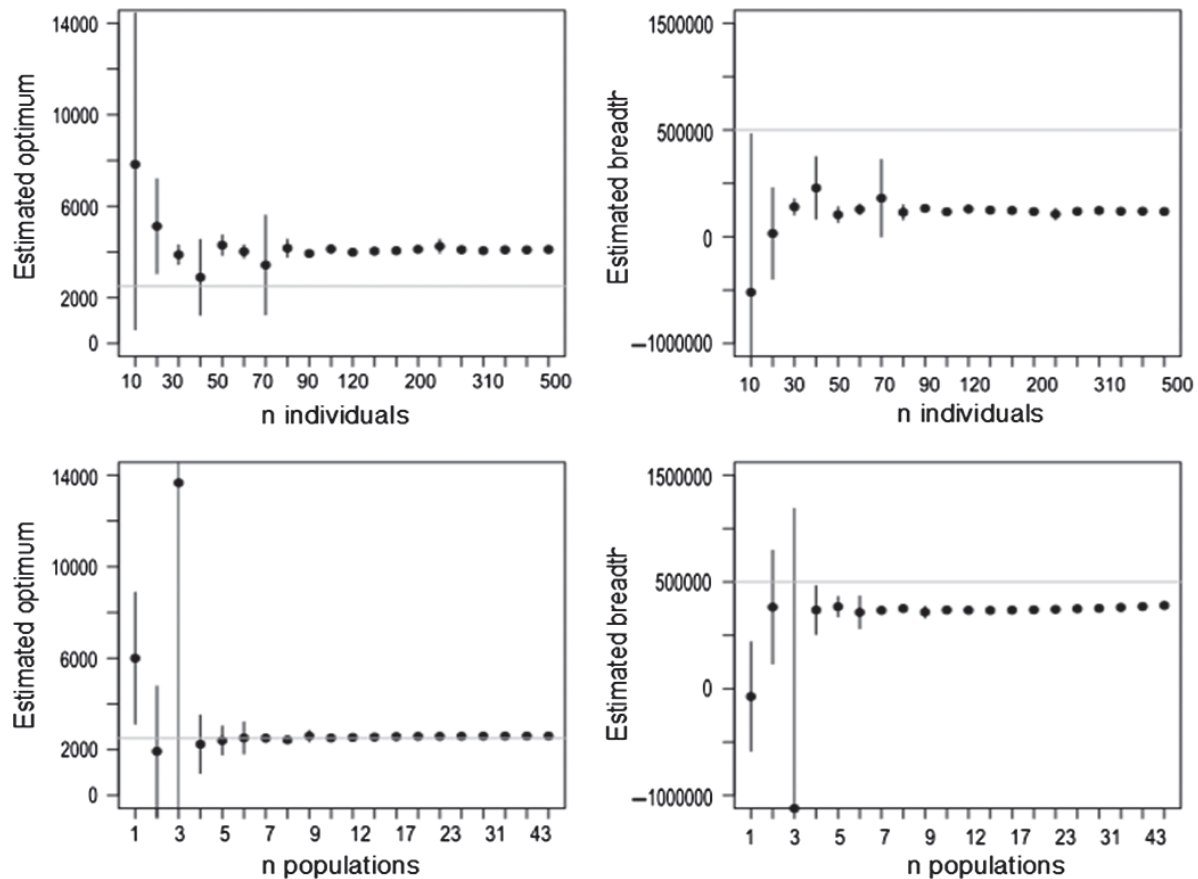 14000
10000
6000
2000
0
Estimated optimum
10 30 50 70 90 120 200 310 500
n individuals
1500000
500000
0
−1000000
Estimated breadtr
10 30 50 70 90 120 200 310 500
n individuals
14000
10000
6000
2000
0
Estimated optimum
1 3 5 7 9 12 17 23 31 43
n populations
1500000
500000
0
−1000000
Estimated breadtr
1 3 5 7 9 12 17 23 31 43
n populations